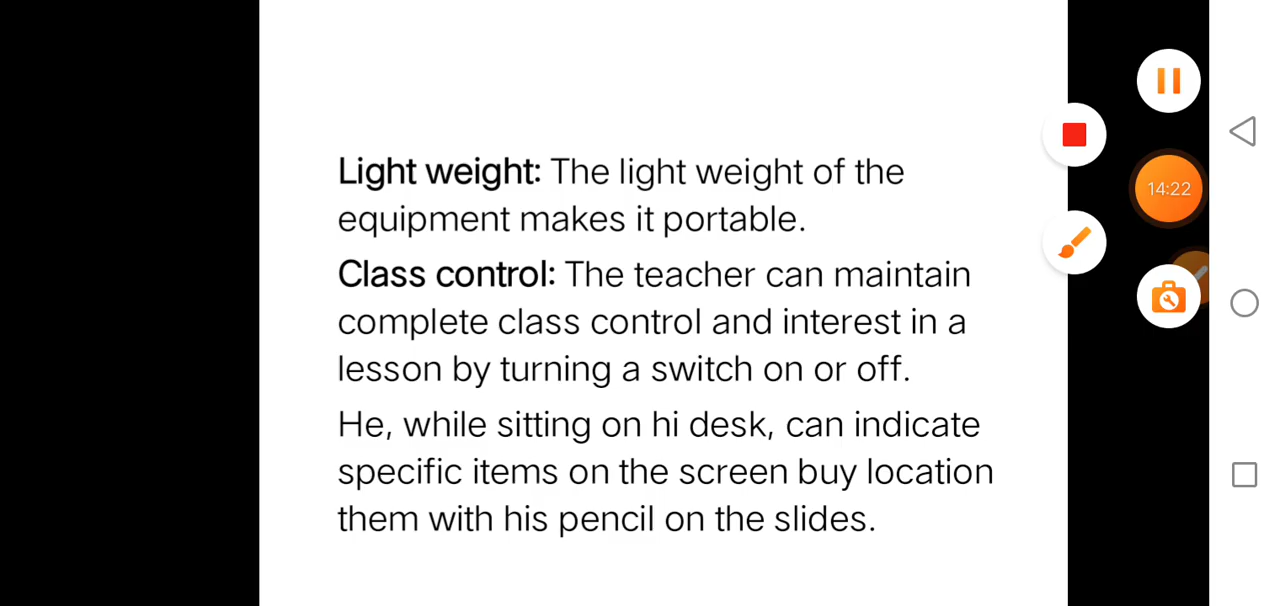 Light weight: The light weight of the
equipment makes it portable.
Class control: The teacher can maintain
complete class control and interest in a
lesson by turning a switch on or off.
He, while sitting on hi desk, can indicate
specific items on the screen buy location
them with his pencil on the slides.
14:22